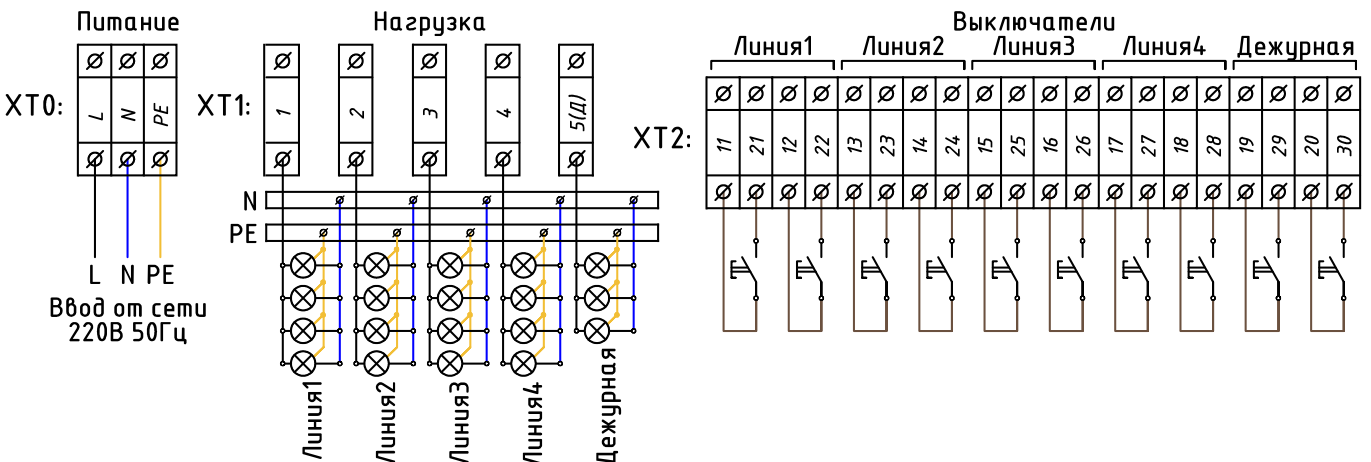 Питание
Нагрузка
Выключатели
Линия1 Линия2 Линия3 Линия4 Дежурная
XT0: L N PE
XT1: 1 2 3 4 5(Д)
XT2: 11 21 12 22 13 23 14 24 15 25 16 26 17 27 18 28 19 29 20 30
N
PE
L N PE
Ввод от сети
220В 50Гц
Линия1 Линия2 Линия3 Линия4 Дежурная